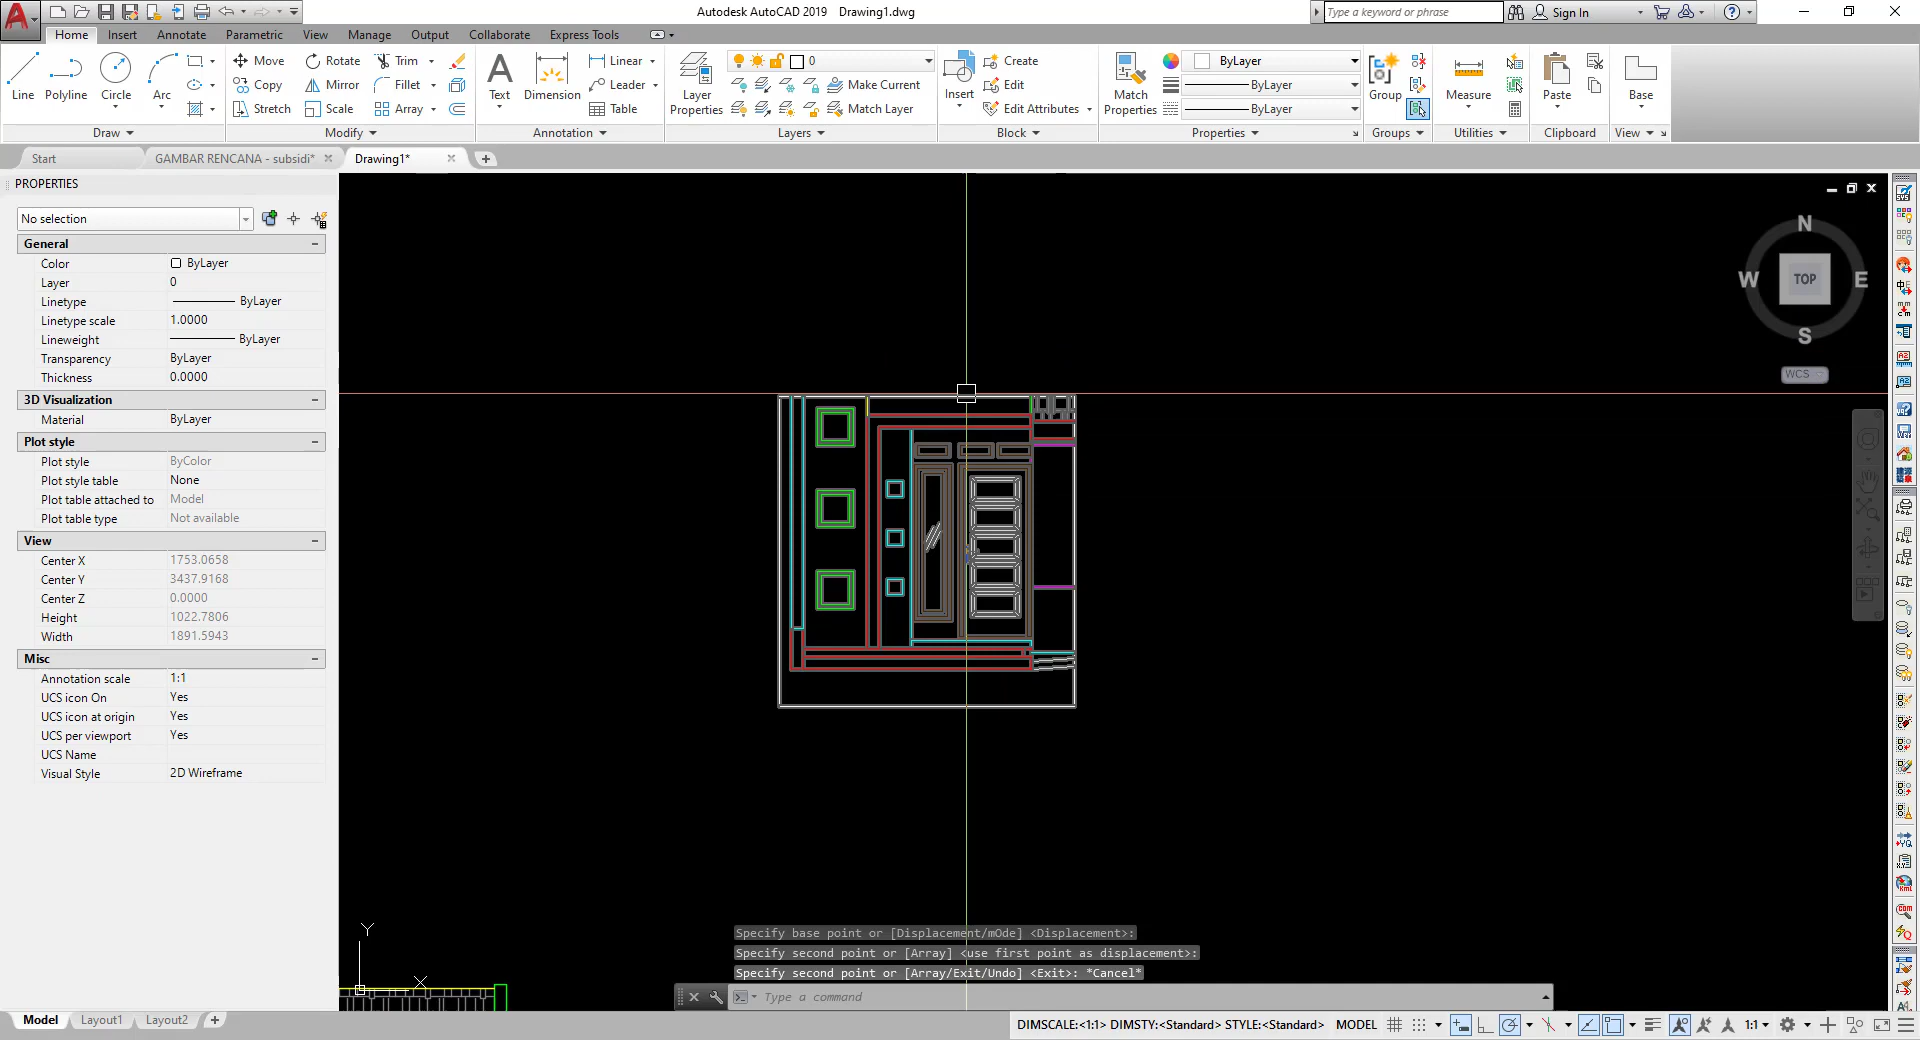 Autodesk AutoCAD 2019 Drawing1.dwg
Type a keyword or phrase
Sign In
Home Insert Annotate Parametric View Manage Output Collaborate Express Tools
Line Polyline Circle Arc
Draw
Move Rotate Trim
Copy Mirror Fillet
Stretch Scale Array
Modify
Text Dimension
Linear
Leader
Table
Annotation
Layer Properties
0
Make Current
Match Layer
Layers
Insert
Create
Edit
Edit Attributes
Block
Match Properties
ByLayer
ByLayer
ByLayer
Properties
Group
Groups
Measure
Utilities
Paste
Clipboard
Base
View
Start
GAMBAR RENCANA - subsidi*
Drawing1*
PROPERTIES
No selection
General
Color ByLayer
Layer 0
Linetype ByLayer
Linetype scale 1.0000
Lineweight ByLayer
Transparency ByLayer
Thickness 0.0000
3D Visualization
Material ByLayer
Plot style
Plot style ByColor
Plot style table None
Plot table attached to Model
Plot table type Not available
View
Center X 1753.0658
Center Y 3437.9168
Center Z 0.0000
Height 1022.7806
Width 1891.5943
Misc
Annotation scale 1:1
UCS icon On Yes
UCS icon at origin Yes
UCS per viewport Yes
UCS Name
Visual Style 2D Wireframe
N
W TOP E
S
WCS
Y
X
Specify base point or [Displacement/mOde] <Displacement>:
Specify second point or [Array] <use first point as displacement>:
Specify second point or [Array/Exit/Undo] <Exit>: *Cancel*
Type a command
Model Layout1 Layout2
DIMSCALE:<1:1> DIMSTY:<Standard> STYLE:<Standard> MODEL
1:1